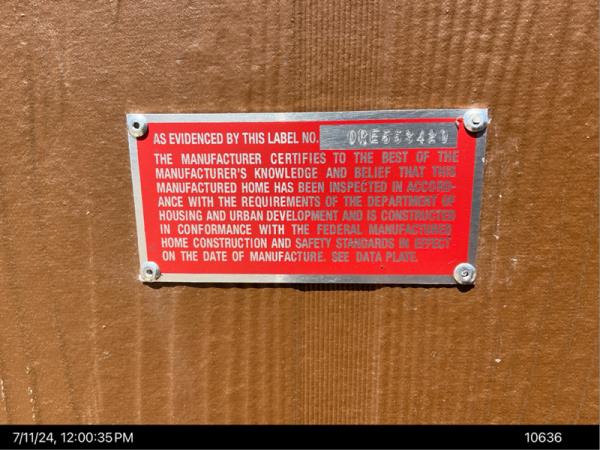 AS EVIDENCED BY THIS LABEL NO.
THE MANUFACTURER CERTIFIES TO THE BEST OF THE
MANUFACTURER'S KNOWLEDGE AND BELIEF THAT THIS
MANUFACTURED HOME HAS BEEN INSPECTED IN ACCORD-
ANCE WITH THE REQUIREMENTS OF THE DEPARTMENT OF
HOUSING AND URBAN DEVELOPMENT AND IS CONSTRUCTED
IN CONFORMANCE WITH THE FEDERAL MANUFACTURED
HOME CONSTRUCTION AND SAFETY STANDARDS IN EFFECT
ON THE DATE OF MANUFACTURE. SEE DATA PLATE.
7/11/24, 12:00:35 PM
10636